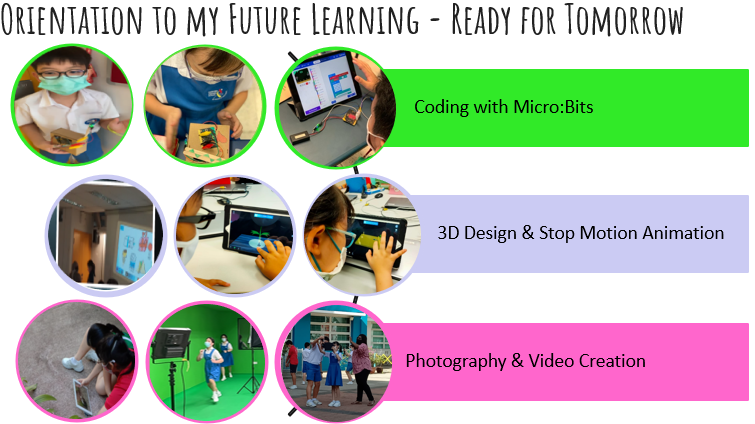 Orientation to my Future Learning - Ready for Tomorrow
Coding with Micro:Bits
3D Design & Stop Motion Animation
Photography & Video Creation